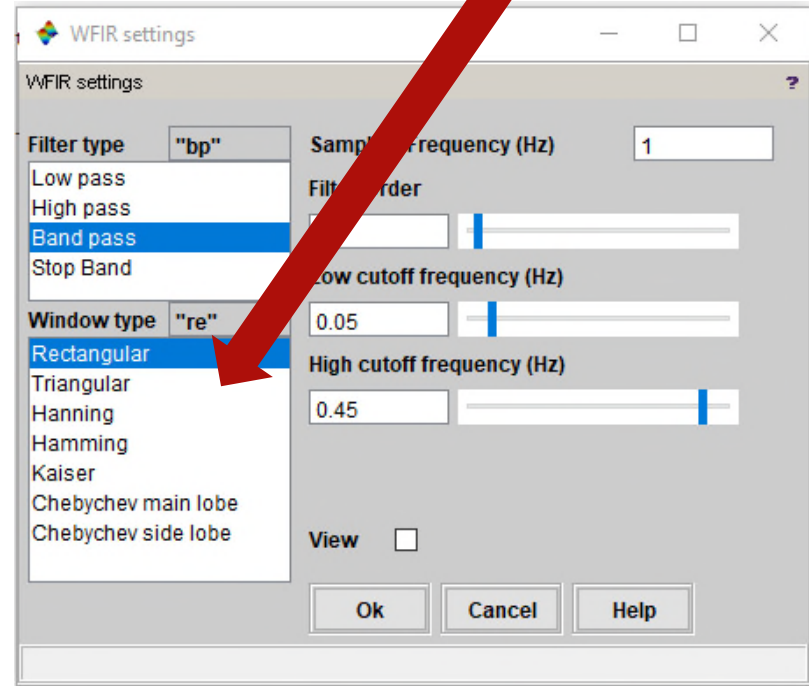 WFIR settings
WFIR settings ?
Filter type "bp"
Low pass
High pass
Band pass
Stop Band
Window type "re"
Rectangular
Triangular
Hanning
Hamming
Kaiser
Chebychev main lobe
Chebychev side lobe
Frequency (Hz) 1
Low cutoff frequency (Hz)
0.05
High cutoff frequency (Hz)
0.45
View
Ok Cancel Help